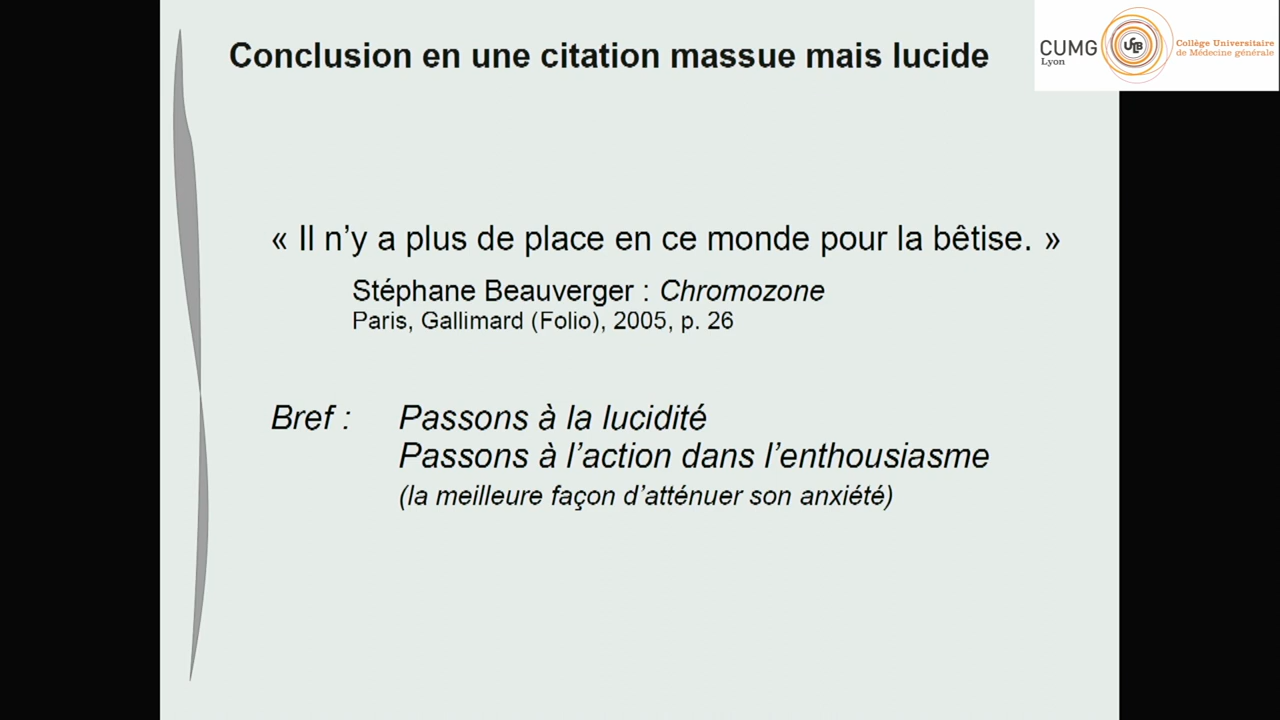 Conclusion en une citation massue mais lucide
CUMG
Lyon
UCLB
Collège Universitaire
de Médecine générale
« Il n’y a plus de place en ce monde pour la bêtise. »
Stéphane Beauverger : Chromozone
Paris, Gallimard (Folio), 2005, p. 26
Bref : Passons à la lucidité
Passons à l’action dans l’enthousiasme
(la meilleure façon d’atténuer son anxiété)